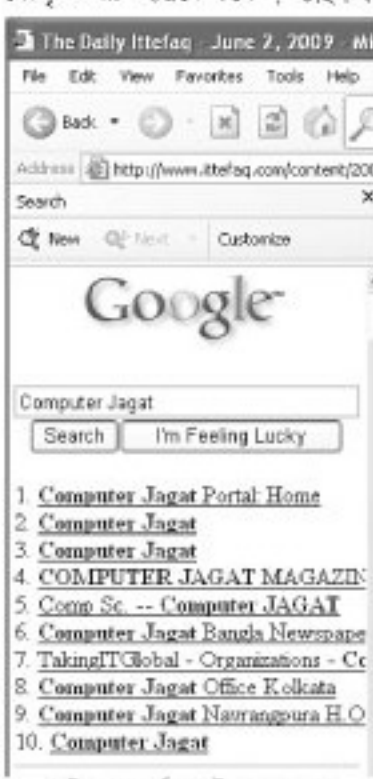 The Daily Ittefaq - June 2, 2009 - Mi
File Edit View Favorites Tools Help
Back
Address http://www.ittefaq.com/content/200
Search
New Next Customize
Google™
Computer Jagat
Search I'm Feeling Lucky
1. Computer Jagat Portal: Home
2. Computer Jagat
3. Computer Jagat
4. COMPUTER JAGAT MAGAZIN
5. Comp Sc. -- Computer JAGAT
6. Computer Jagat Bangla Newspape
7. TakingITGlobal - Organizations - Co
8. Computer Jagat Office Kolkata
9. Computer Jagat Navrangpura H.O
10. Computer Jagat